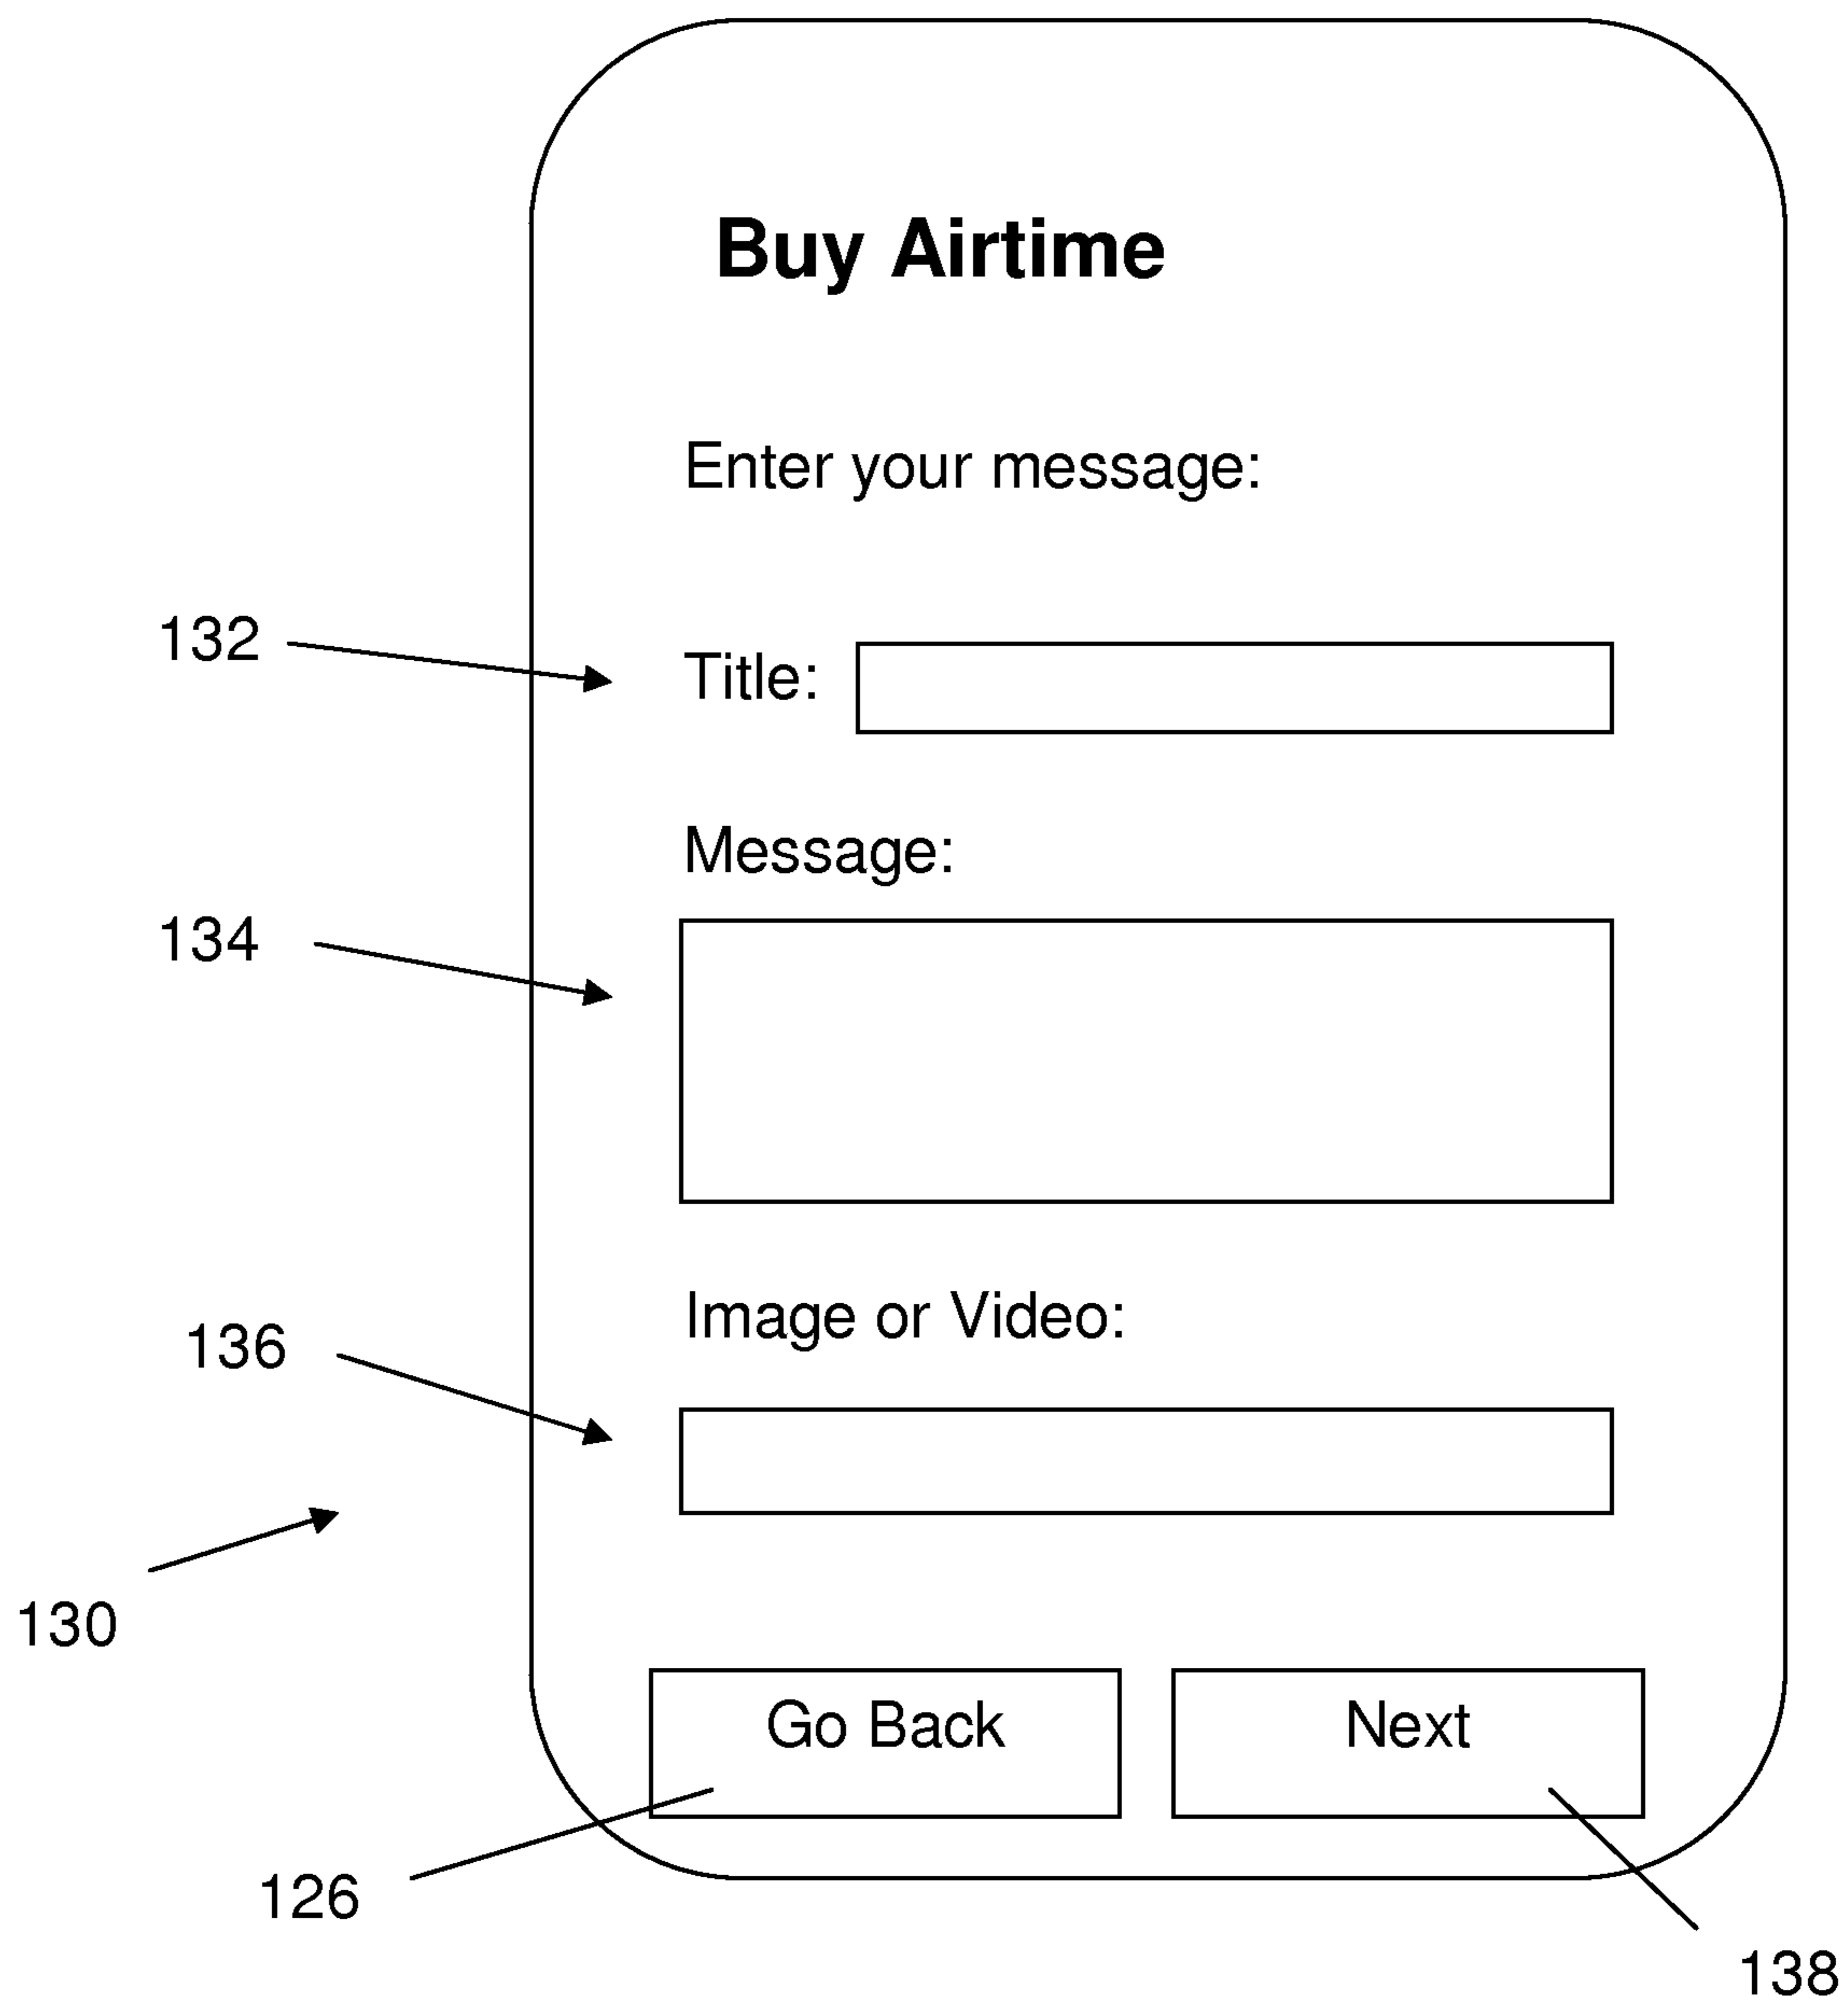 Buy Airtime
Enter your message:
132
Title:
Message:
134
Image or Video:
136
130
Go Back
Next
126
138